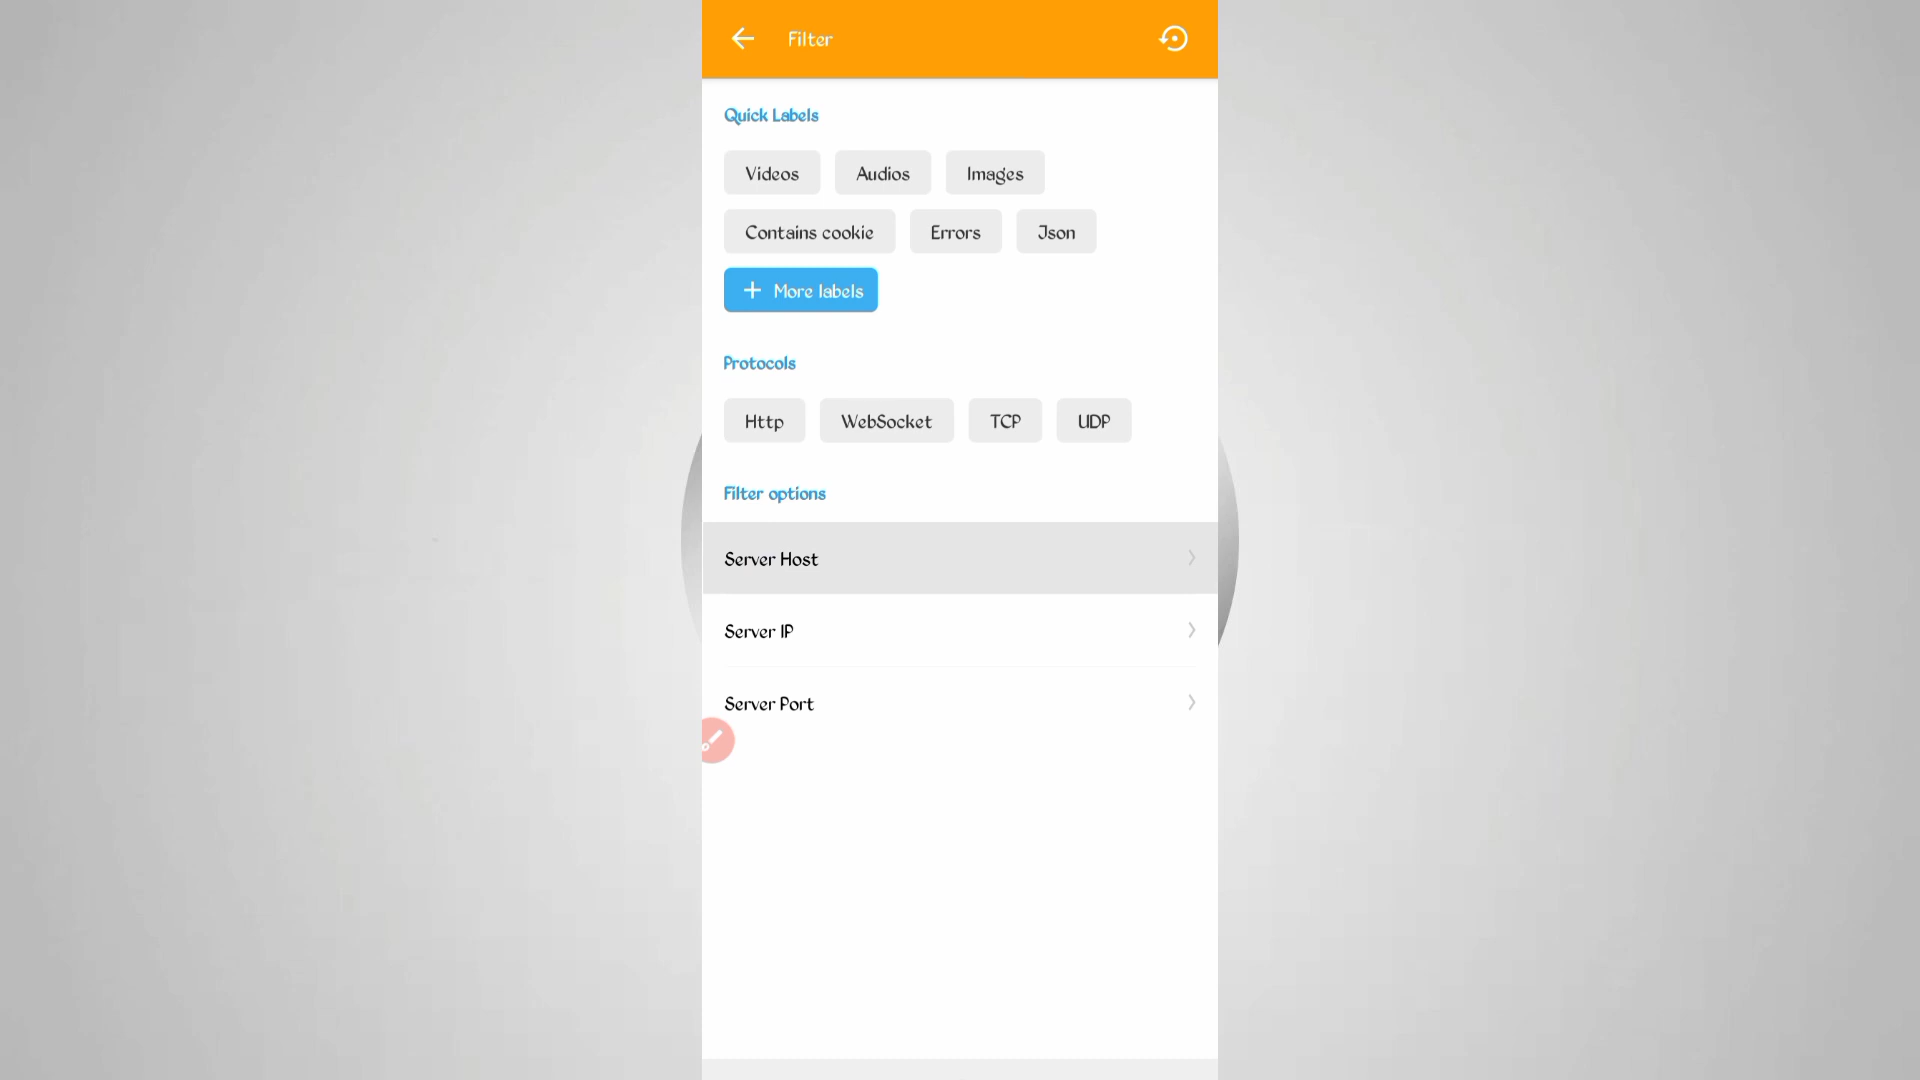 Filter
Quick Labels
Videos Audios Images
Contains cookie Errors Json
+ More labels
Protocols
Http WebSocket TCP UDP
Filter options
Server Host
Server IP
Server Port